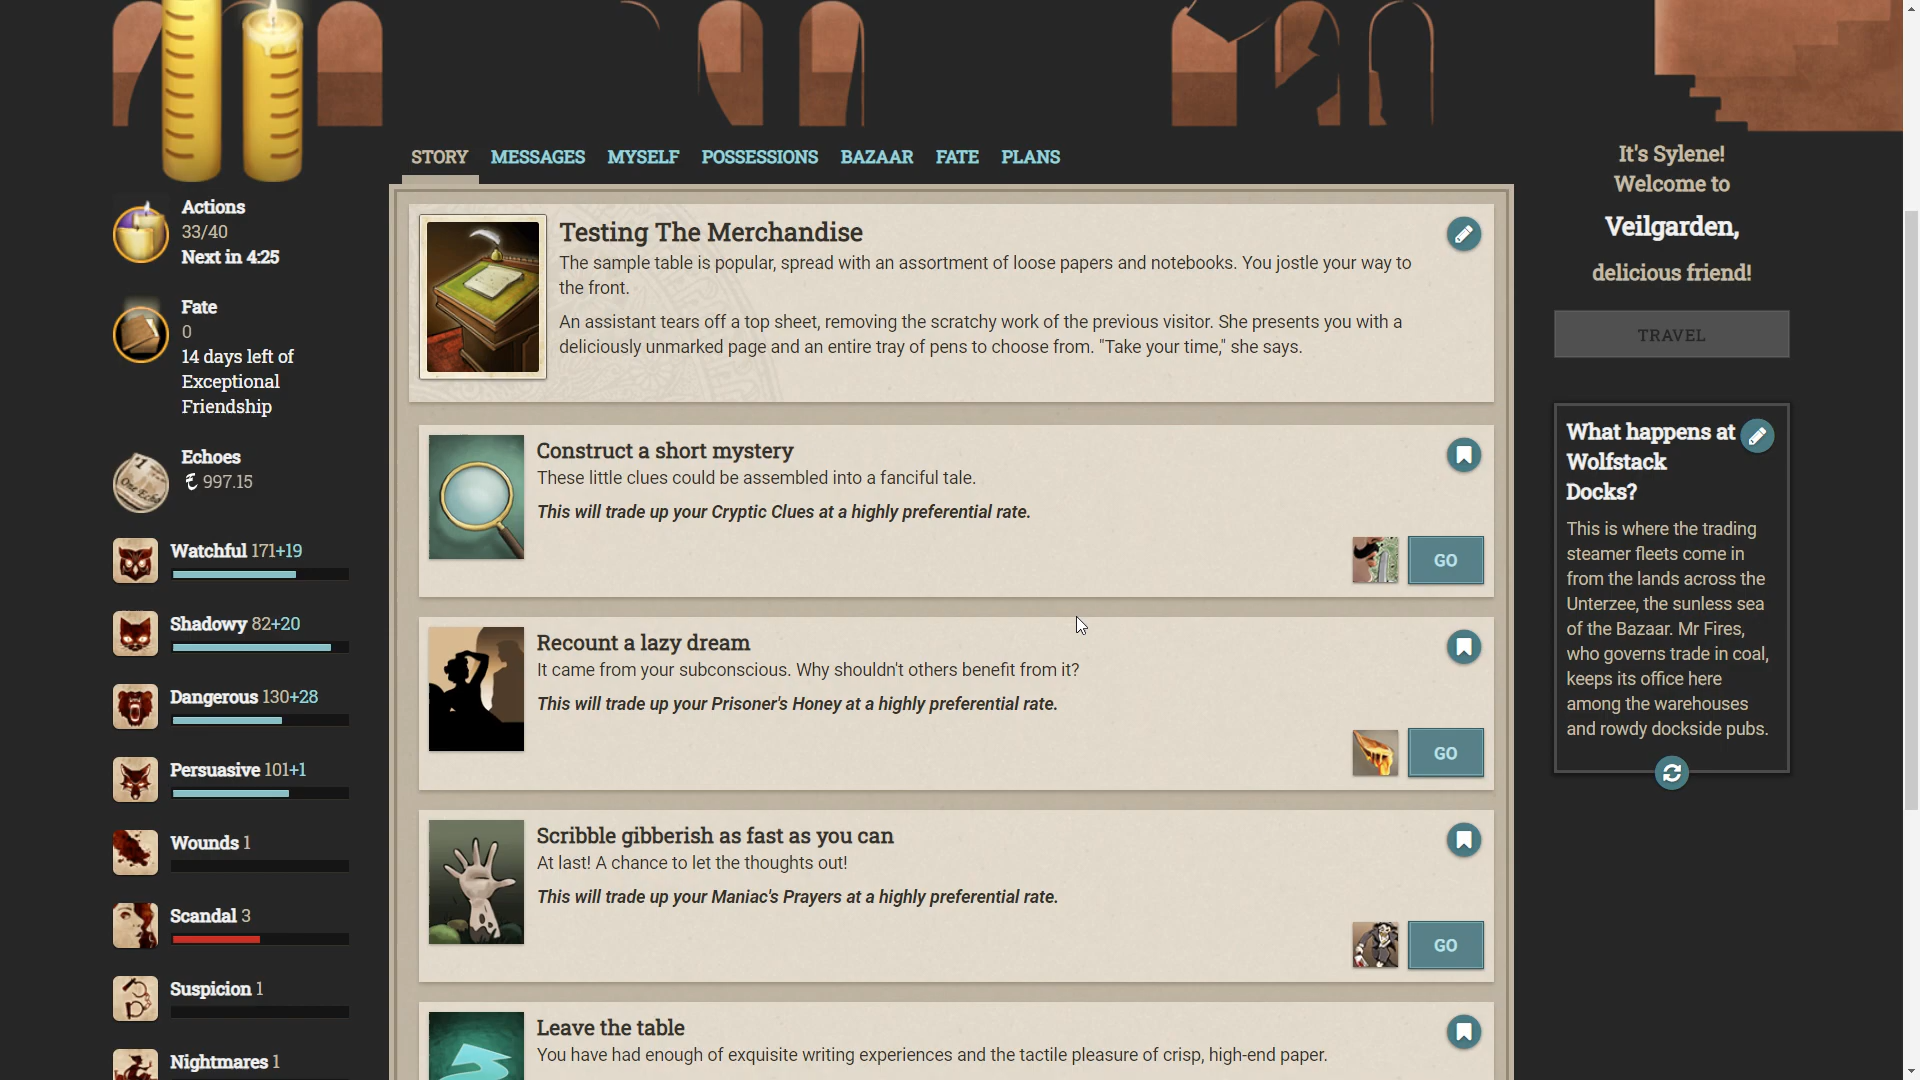 STORY MESSAGES MYSELF POSSESSIONS BAZAAR FATE PLANS
Actions
33/40
Next in 4:25
Fate
0
14 days left of
Exceptional
Friendship
Echoes
997.15
Watchful 171+19
Shadowy 82+20
Dangerous 130+28
Persuasive 101+1
Wounds 1
Scandal 3
Suspicion 1
Nightmares 1
Testing The Merchandise
The sample table is popular, spread with an assortment of loose papers and notebooks. You jostle your way to
the front.
An assistant tears off a top sheet, removing the scratchy work of the previous visitor. She presents you with a
deliciously unmarked page and an entire tray of pens to choose from. "Take your time," she says.
Construct a short mystery
These little clues could be assembled into a fanciful tale.
This will trade up your Cryptic Clues at a highly preferential rate.
GO
Recount a lazy dream
It came from your subconscious. Why shouldn't others benefit from it?
This will trade up your Prisoner's Honey at a highly preferential rate.
GO
Scribble gibberish as fast as you can
At last! A chance to let the thoughts out!
This will trade up your Maniac's Prayers at a highly preferential rate.
GO
Leave the table
You have had enough of exquisite writing experiences and the tactile pleasure of crisp, high-end paper.
It's Sylene!
Welcome to
Veilgarden,
delicious friend!
TRAVEL
What happens at
Wolfstack
Docks?
This is where the trading
steamer fleets come in
from the lands across the
Unterzee, the sunless sea
of the Bazaar. Mr Fires,
who governs trade in coal,
keeps its office here
among the warehouses
and rowdy dockside pubs.